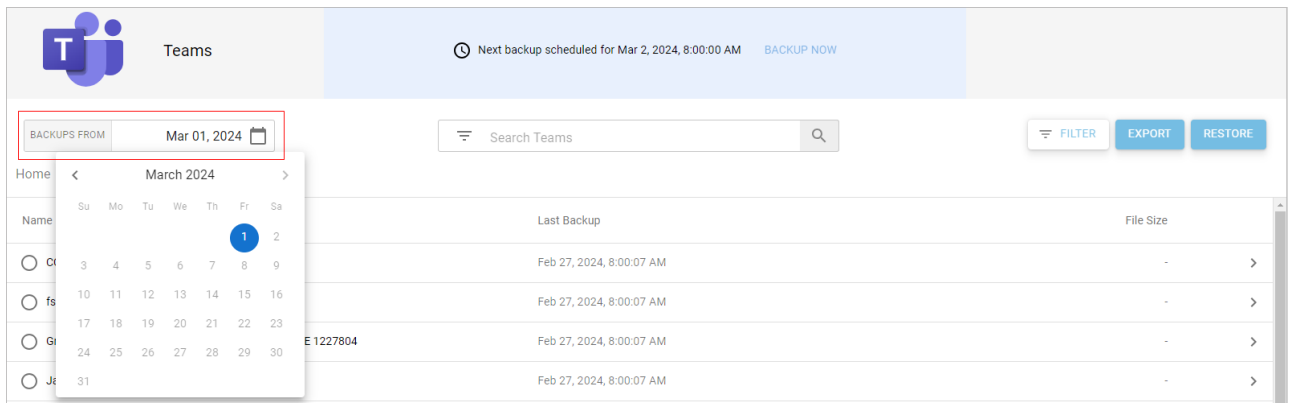 T
Teams
Next backup scheduled for Mar 2, 2024, 8:00:00 AM BACKUP NOW
BACKUPS FROM Mar 01, 2024
Search Teams
FILTER EXPORT RESTORE
Home
March 2024
Su Mo Tu We Th Fr Sa
1 2
3 4 5 6 7 8 9
10 11 12 13 14 15 16
17 18 19 20 21 22 23
24 25 26 27 28 29 30
31
Name Last Backup File Size
Feb 27, 2024, 8:00:07 AM -
fs Feb 27, 2024, 8:00:07 AM -
E 1227804 Feb 27, 2024, 8:00:07 AM -
Ja Feb 27, 2024, 8:00:07 AM -